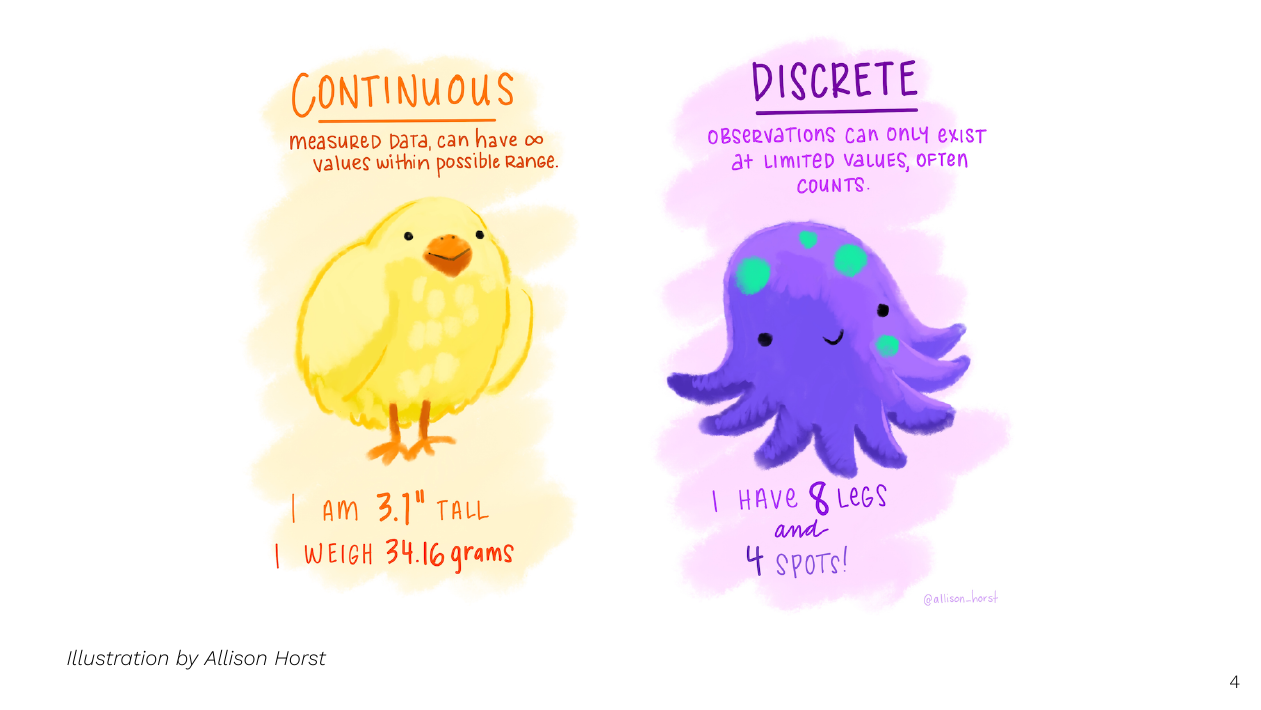 CONTINUOUS
measured data, can have ∞
values within possible range.
I AM 3.1" TALL
I WEIGH 34.16 grams
DISCRETE
OBSERVATIONS can ONLY exist
at LIMITED values, often
COUNTS.
I HAVE 8 LEGS
and
4 SPOTS!
@allison_horst
Illustration by Allison Horst
4